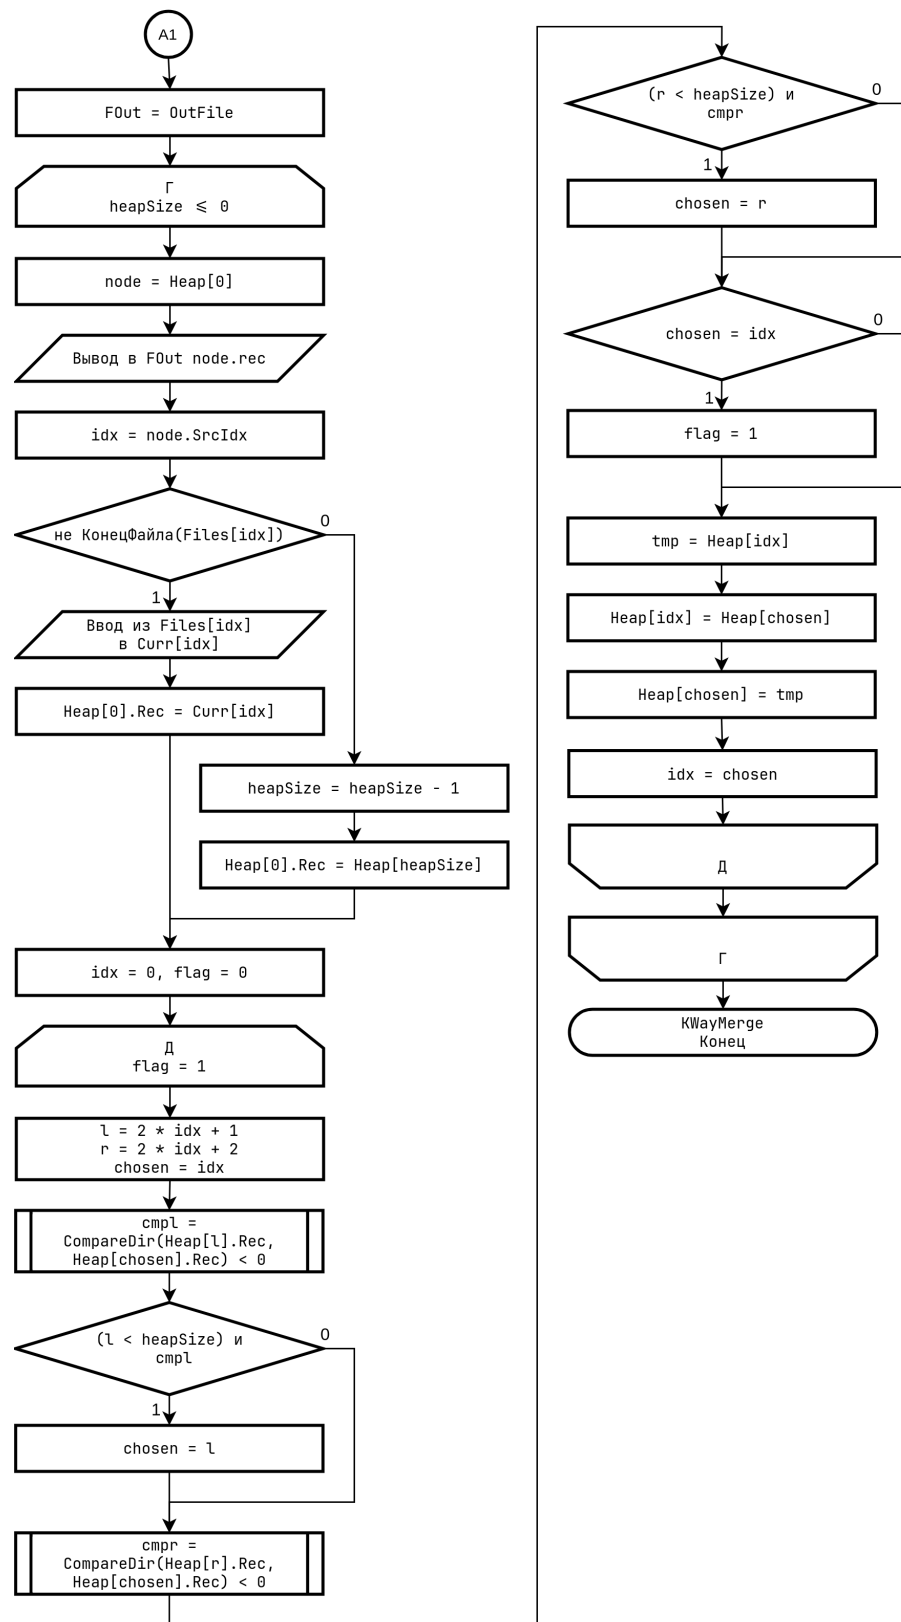 A1
FOut = OutFile
Г
heapSize ⩽ 0
node = Heap[0]
Вывод в FOut node.rec
idx = node.SrcIdx
не КонецФайла(Files[idx])
0
1
Ввод из Files[idx]
в Curr[idx]
Heap[0].Rec = Curr[idx]
heapSize = heapSize - 1
Heap[0].Rec = Heap[heapSize]
idx = 0, flag = 0
Д
flag = 1
l = 2 * idx + 1
r = 2 * idx + 2
chosen = idx
cmpl =
CompareDir(Heap[l].Rec,
Heap[chosen].Rec) < 0
(l < heapSize) и
cmpl
0
1
chosen = l
cmpr =
CompareDir(Heap[r].Rec,
Heap[chosen].Rec) < 0
(r < heapSize) и
cmpr
0
1
chosen = r
chosen = idx
0
1
flag = 1
tmp = Heap[idx]
Heap[idx] = Heap[chosen]
Heap[chosen] = tmp
idx = chosen
Д
Г
KWayMerge
Конец